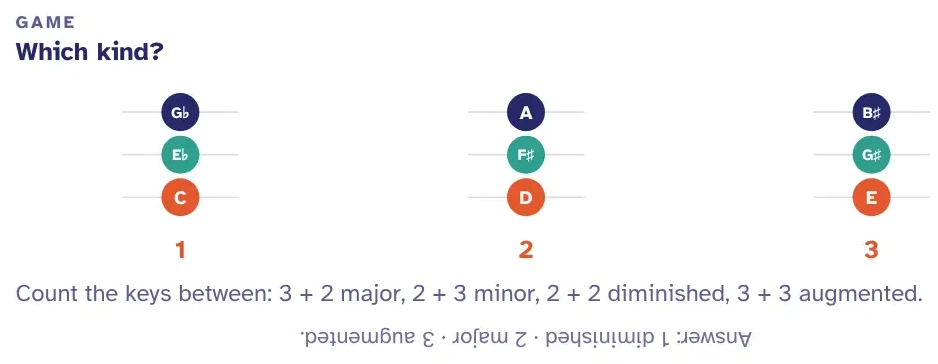 GAME
Which kind?
G♭ A B♯
E♭ F♯ G♯
C D E
1 2 3
Count the keys between: 3 + 2 major, 2 + 3 minor, 2 + 2 diminished, 3 + 3 augmented.
Answer: 1 diminished · 2 major · 3 augmented.